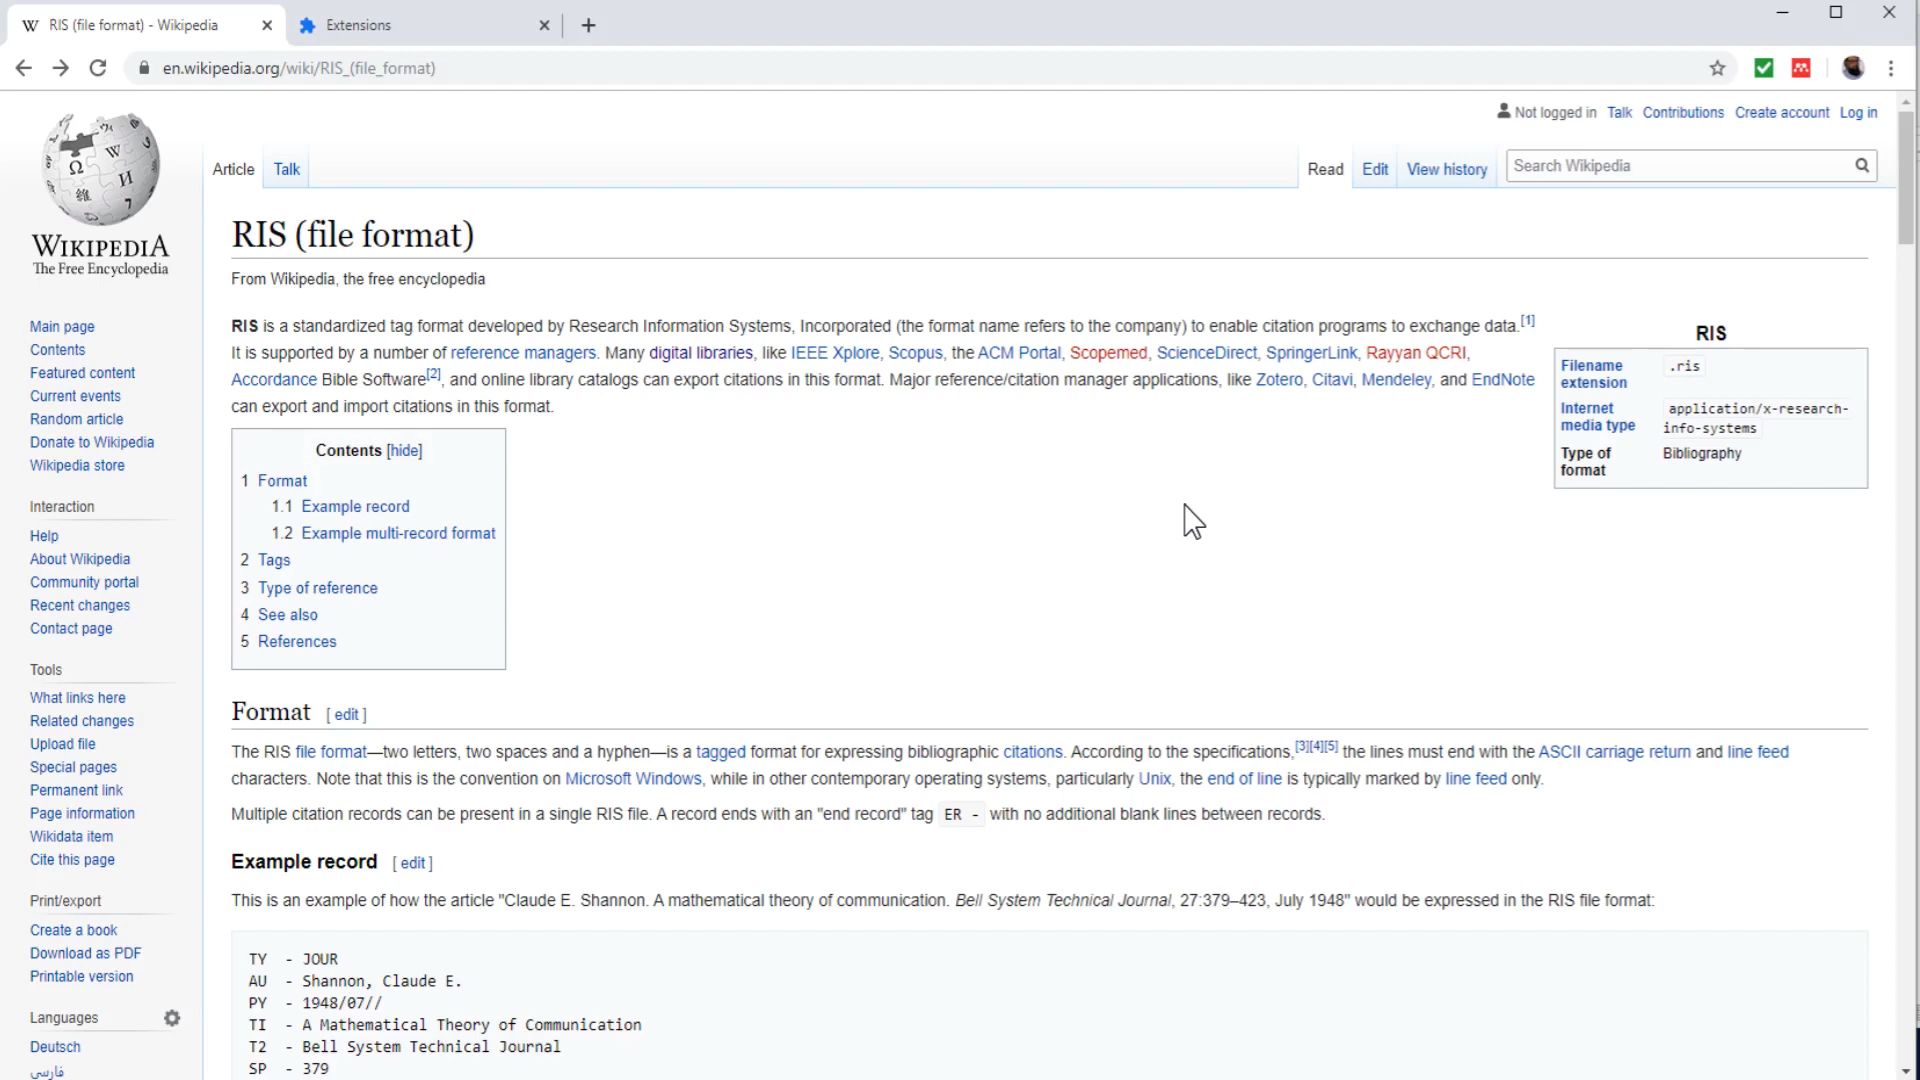 RIS (file format) - Wikipedia
Extensions
en.wikipedia.org/wiki/RIS_(file_format)
Not logged in Talk Contributions Create account Log in
Article Talk Read Edit View history Search Wikipedia
WIKIPEDIA
The Free Encyclopedia
Main page
Contents
Featured content
Current events
Random article
Donate to Wikipedia
Wikipedia store
Interaction
Help
About Wikipedia
Community portal
Recent changes
Contact page
Tools
What links here
Related changes
Upload file
Special pages
Permanent link
Page information
Wikidata item
Cite this page
Print/export
Create a book
Download as PDF
Printable version
Languages
Deutsch
فارسی
RIS (file format)
From Wikipedia, the free encyclopedia
RIS is a standardized tag format developed by Research Information Systems, Incorporated (the format name refers to the company) to enable citation programs to exchange data.[1]
It is supported by a number of reference managers. Many digital libraries, like IEEE Xplore, Scopus, the ACM Portal, Scopemed, ScienceDirect, SpringerLink, Rayyan QCRI,
Accordance Bible Software[2], and online library catalogs can export citations in this format. Major reference/citation manager applications, like Zotero, Citavi, Mendeley, and EndNote
can export and import citations in this format.
RIS
Filename extension .ris
Internet media type application/x-research-info-systems
Type of format Bibliography
Contents [hide]
1 Format
1.1 Example record
1.2 Example multi-record format
2 Tags
3 Type of reference
4 See also
5 References
Format [ edit ]
The RIS file format—two letters, two spaces and a hyphen—is a tagged format for expressing bibliographic citations. According to the specifications,[3][4][5] the lines must end with the ASCII carriage return and line feed
characters. Note that this is the convention on Microsoft Windows, while in other contemporary operating systems, particularly Unix, the end of line is typically marked by line feed only.
Multiple citation records can be present in a single RIS file. A record ends with an "end record" tag ER - with no additional blank lines between records.
Example record [ edit ]
This is an example of how the article "Claude E. Shannon. A mathematical theory of communication. Bell System Technical Journal, 27:379–423, July 1948" would be expressed in the RIS file format:
TY - JOUR
AU - Shannon, Claude E.
PY - 1948/07//
TI - A Mathematical Theory of Communication
T2 - Bell System Technical Journal
SP - 379